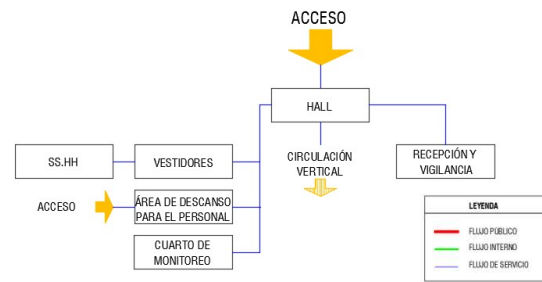 ACCESO
HALL
CIRCULACIÓN
VERTICAL
RECEPCIÓN Y
VIGILANCIA
SS.HH
VESTIDORES
ACCESO
ÁREA DE DESCANSO
PARA EL PERSONAL
CUARTO DE
MONITOREO
LEYENDA
FLUJO PÚBLICO
FLUJO INTERNO
FLUJO DE SERVICIO